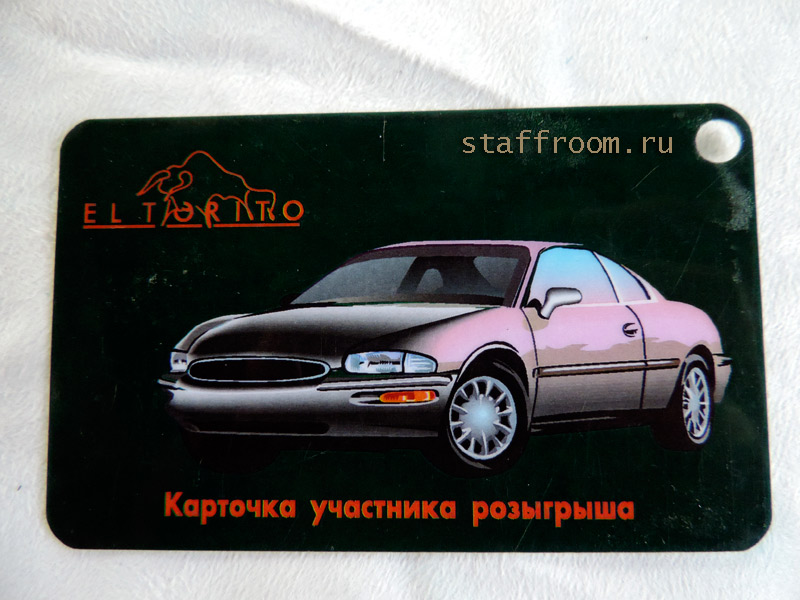 staffroom.ru
EL TORITO
Карточка участника розыгрыша